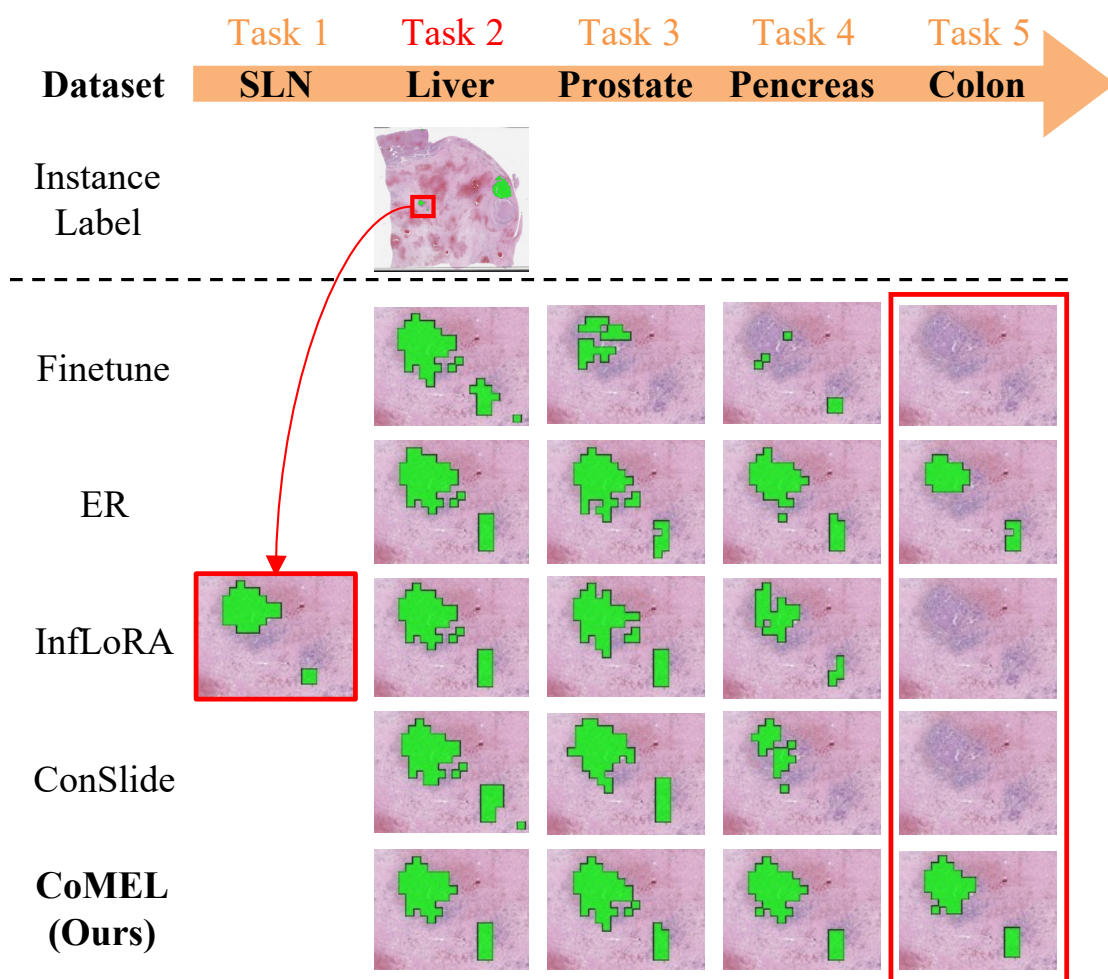 Task 1 Task 2 Task 3 Task 4 Task 5
Dataset SLN Liver Prostate Pencreas Colon
Instance
Label
Finetune
ER
InfLoRA
ConSlide
CoMEL
(Ours)